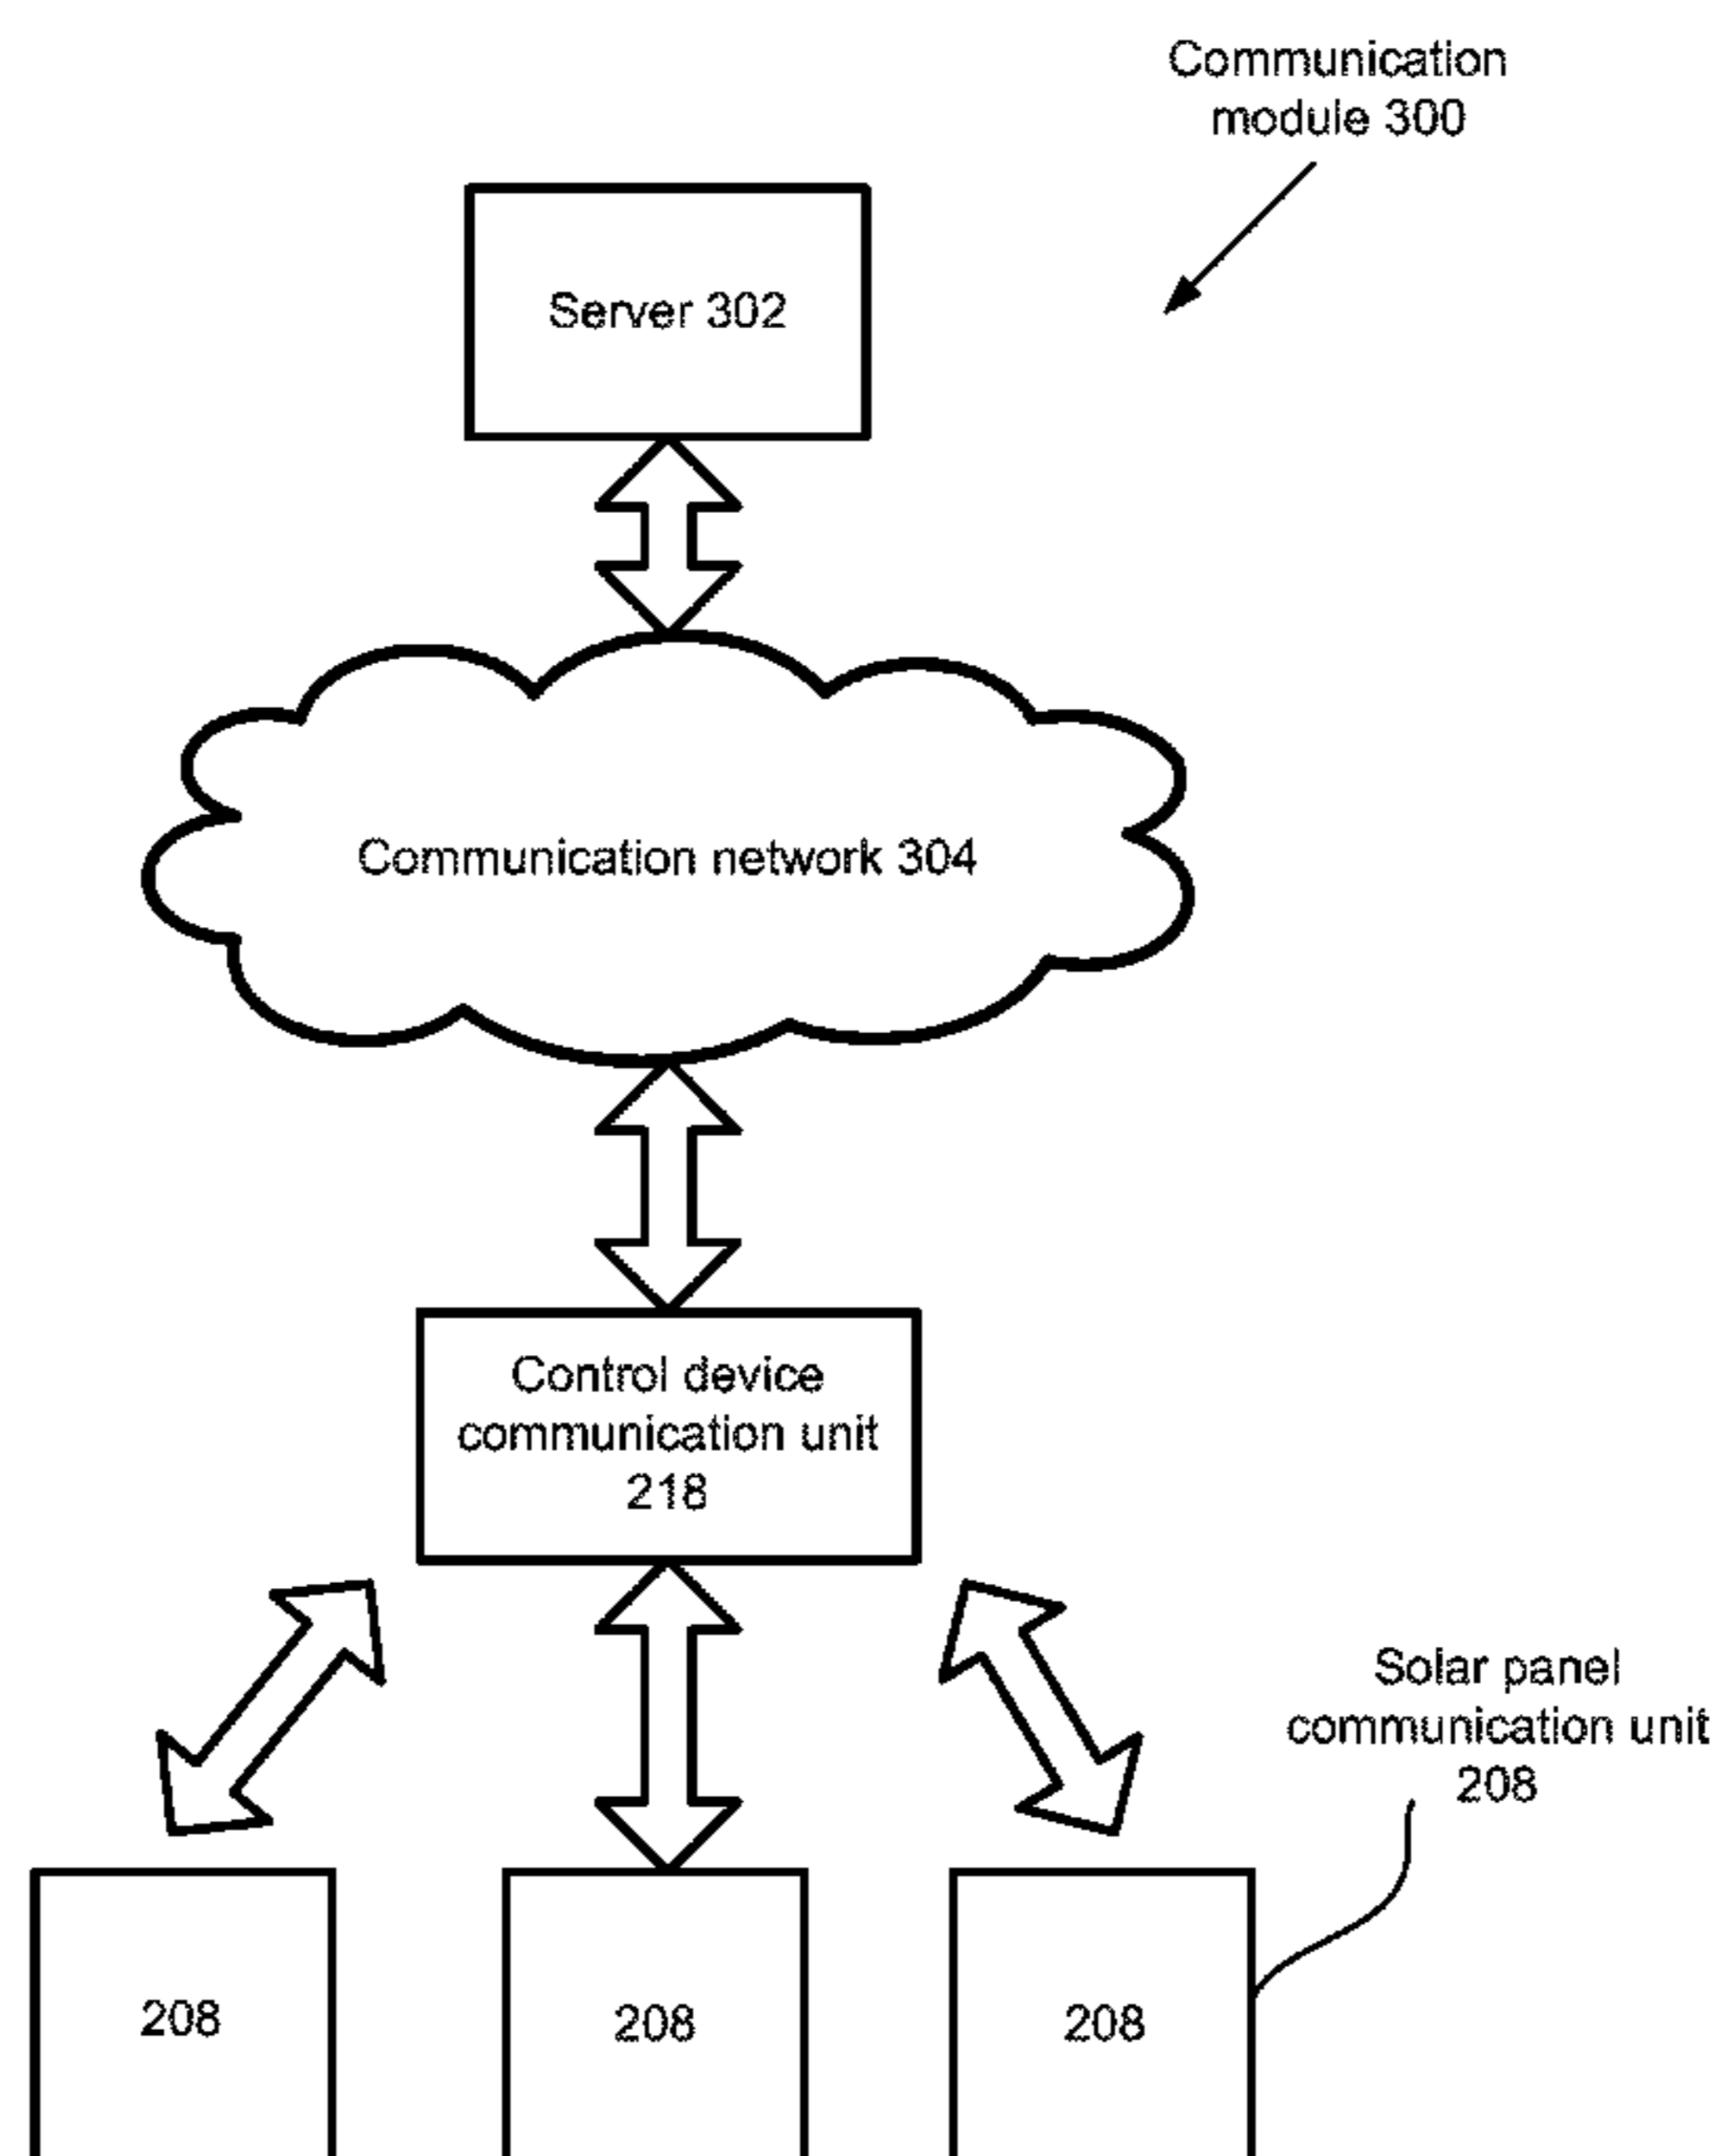 Communication
module 300
Server 302
Communication network 304
Control device
communication unit
218
Solar panel
communication unit
208
208
208
208